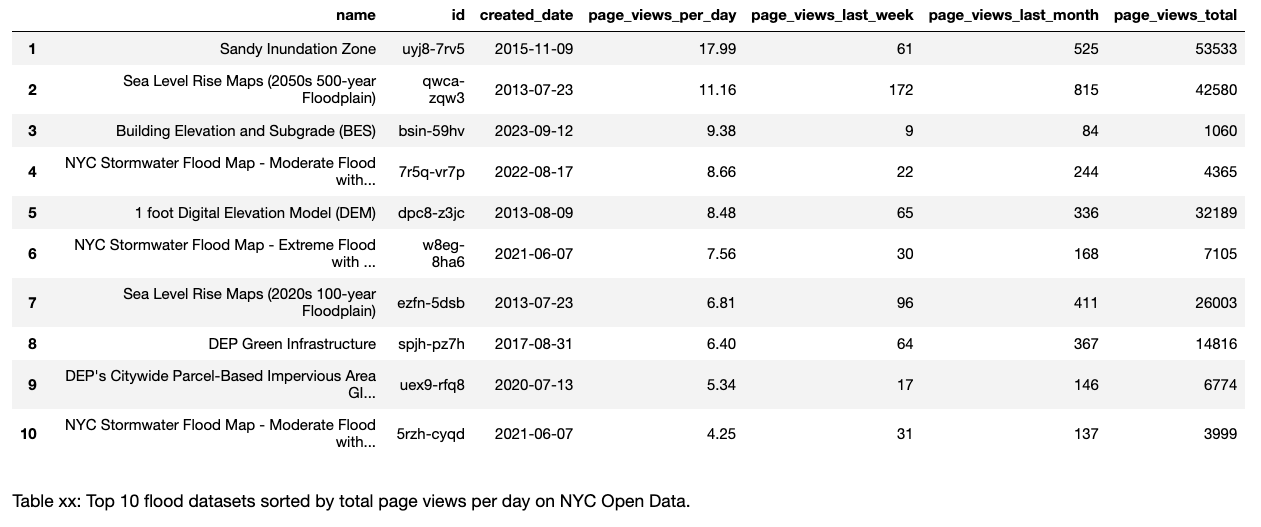 name id created_date page_views_per_day page_views_last_week page_views_last_month page_views_total
1 Sandy Inundation Zone uyj8-7rv5 2015-11-09 17.99 61 525 53533
2 Sea Level Rise Maps (2050s 500-year
Floodplain) qwca-
zqw3 2013-07-23 11.16 172 815 42580
3 Building Elevation and Subgrade (BES) bsin-59hv 2023-09-12 9.38 9 84 1060
4 NYC Stormwater Flood Map - Moderate Flood
with... 7r5q-vr7p 2022-08-17 8.66 22 244 4365
5 1 foot Digital Elevation Model (DEM) dpc8-z3jc 2013-08-09 8.48 65 336 32189
6 NYC Stormwater Flood Map - Extreme Flood
with ... w8eg-
8ha6 2021-06-07 7.56 30 168 7105
7 Sea Level Rise Maps (2020s 100-year
Floodplain) ezfn-5dsb 2013-07-23 6.81 96 411 26003
8 DEP Green Infrastructure spjh-pz7h 2017-08-31 6.40 64 367 14816
9 DEP's Citywide Parcel-Based Impervious Area
GI... uex9-rfq8 2020-07-13 5.34 17 146 6774
10 NYC Stormwater Flood Map - Moderate Flood
with... 5rzh-cyqd 2021-06-07 4.25 31 137 3999
Table xx: Top 10 flood datasets sorted by total page views per day on NYC Open Data.